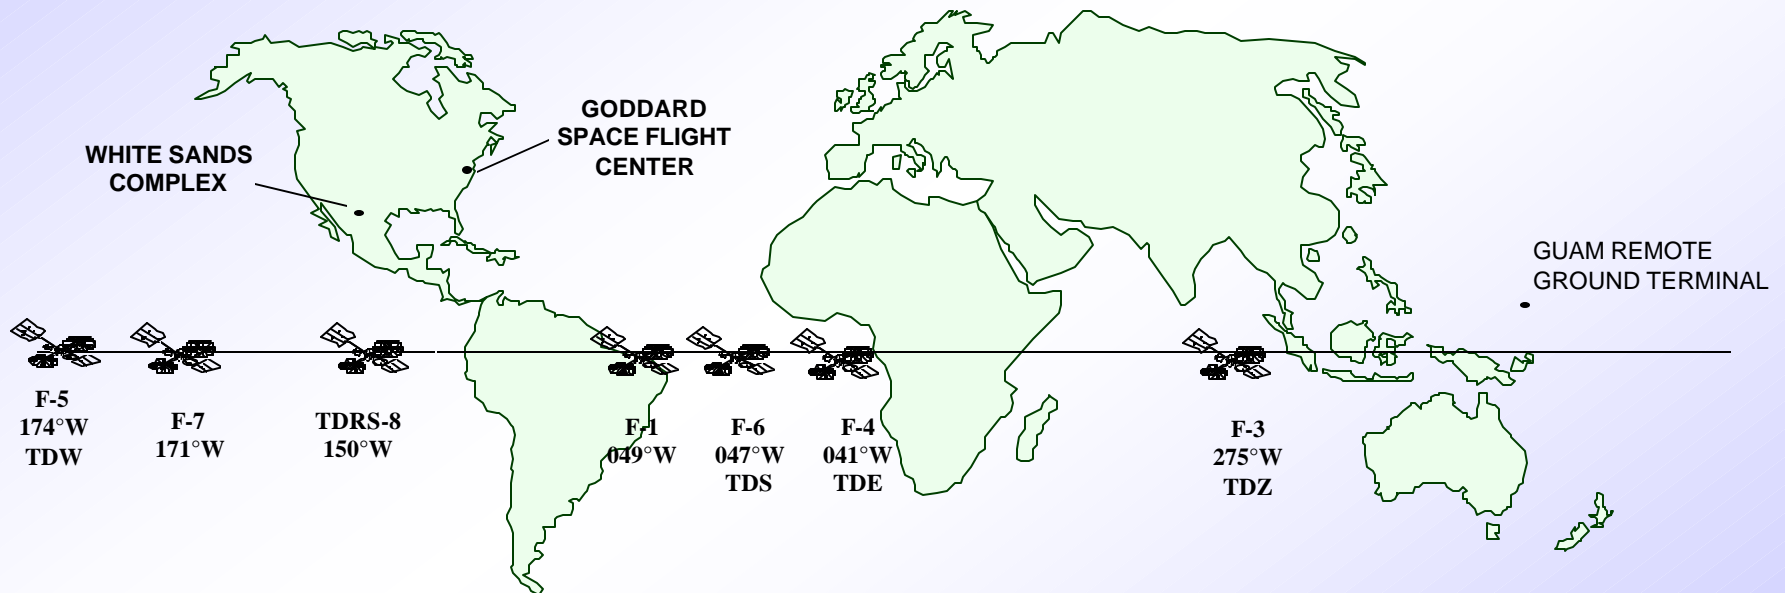 GODDARD
SPACE FLIGHT
CENTER
WHITE SANDS
COMPLEX
GUAM REMOTE
GROUND TERMINAL
F-5
174°W
TDW
F-7
171°W
TDRS-8
150°W
F-1
049°W
F-6
047°W
TDS
F-4
041°W
TDE
F-3
275°W
TDZ